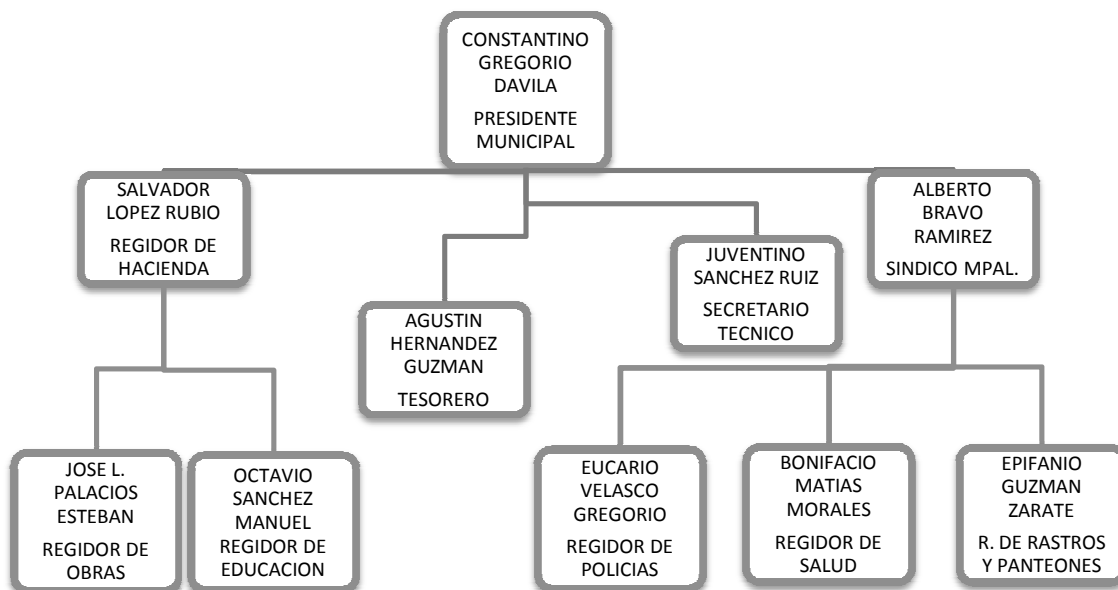 CONSTANTINO
GREGORIO
DAVILA
PRESIDENTE
MUNICIPAL
SALVADOR
LOPEZ RUBIO
REGIDOR DE
HACIENDA
ALBERTO
BRAVO
RAMIREZ
SINDICO MPAL.
JUVENTINO
SANCHEZ RUIZ
SECRETARIO
TECNICO
AGUSTIN
HERNANDEZ
GUZMAN
TESORERO
JOSE L.
PALACIOS
ESTEBAN
REGIDOR DE
OBRAS
OCTAVIO
SANCHEZ
MANUEL
REGIDOR DE
EDUCACION
EUCARIO
VELASCO
GREGORIO
REGIDOR DE
POLICIAS
BONIFACIO
MATIAS
MORALES
REGIDOR DE
SALUD
EPIFANIO
GUZMAN
ZARATE
R. DE RASTROS
Y PANTEONES